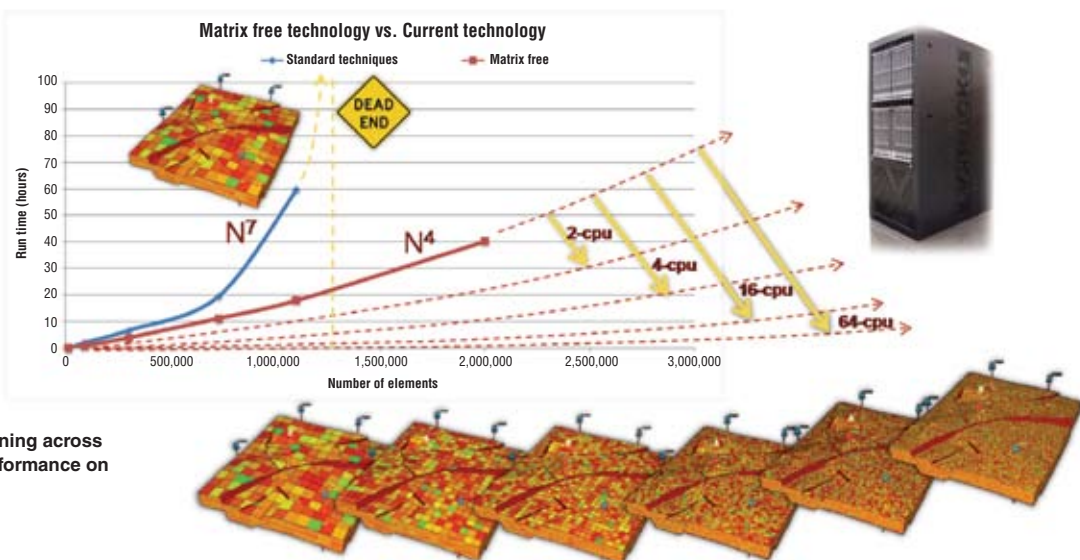 Matrix free technology vs. Current technology
Standard techniques
Matrix free
DEAD
END
Run time (hours)
100
90
80
70
60
50
40
30
20
10
0
N7
N4
2-cpu
4-cpu
16-cpu
64-cpu
0
500,000
1,000,000
1,500,000
2,000,000
2,500,000
3,000,000
Number of elements
ning across
formance on